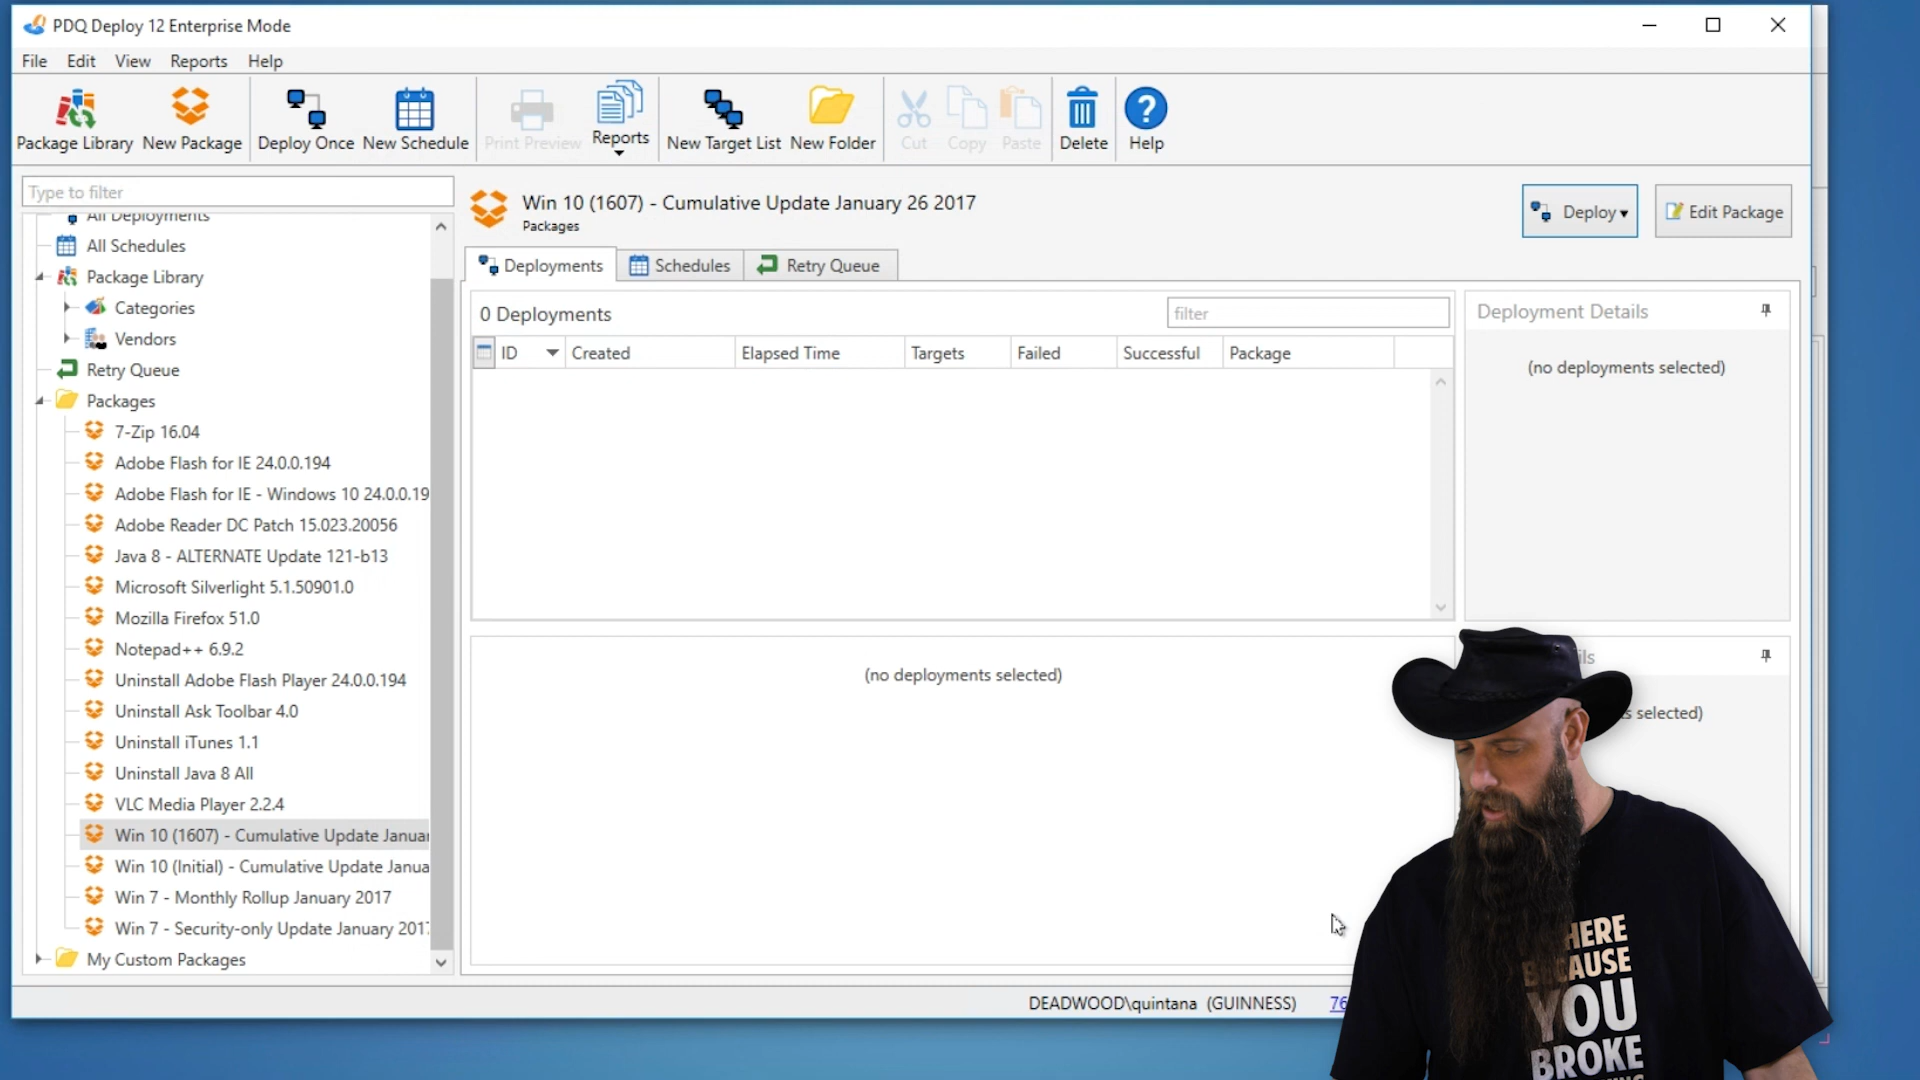 PDQ Deploy 12 Enterprise Mode
File Edit View Reports Help
Package Library New Package Deploy Once New Schedule Print Preview Reports New Target List New Folder Cut Copy Paste Delete Help
Type to filter
All Deployments
All Schedules
Package Library
Categories
Vendors
Retry Queue
Packages
7-Zip 16.04
Adobe Flash for IE 24.0.0.194
Adobe Flash for IE - Windows 10 24.0.0.19
Adobe Reader DC Patch 15.023.20056
Java 8 - ALTERNATE Update 121-b13
Microsoft Silverlight 5.1.50901.0
Mozilla Firefox 51.0
Notepad++ 6.9.2
Uninstall Adobe Flash Player 24.0.0.194
Uninstall Ask Toolbar 4.0
Uninstall iTunes 1.1
Uninstall Java 8 All
VLC Media Player 2.2.4
Win 10 (1607) - Cumulative Update Januar
Win 10 (Initial) - Cumulative Update Janua
Win 7 - Monthly Rollup January 2017
Win 7 - Security-only Update January 2017
My Custom Packages
Win 10 (1607) - Cumulative Update January 26 2017
Packages
Deploy
Edit Package
Deployments Schedules Retry Queue
0 Deployments
filter
ID Created Elapsed Time Targets Failed Successful Package
(no deployments selected)
Deployment Details
(no deployments selected)
ils
s selected)
DEADWOOD\quintana (GUINNESS) 76
HERE
BECAUSE
YOU
BROKE